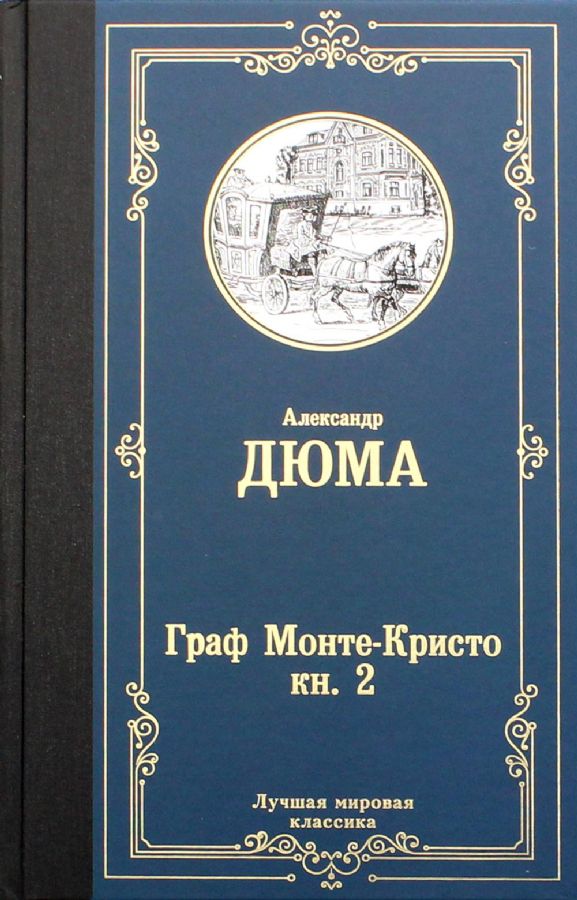 Александр
ДЮМА
Граф Монте-Кристо
кн. 2
Лучшая мировая
классика